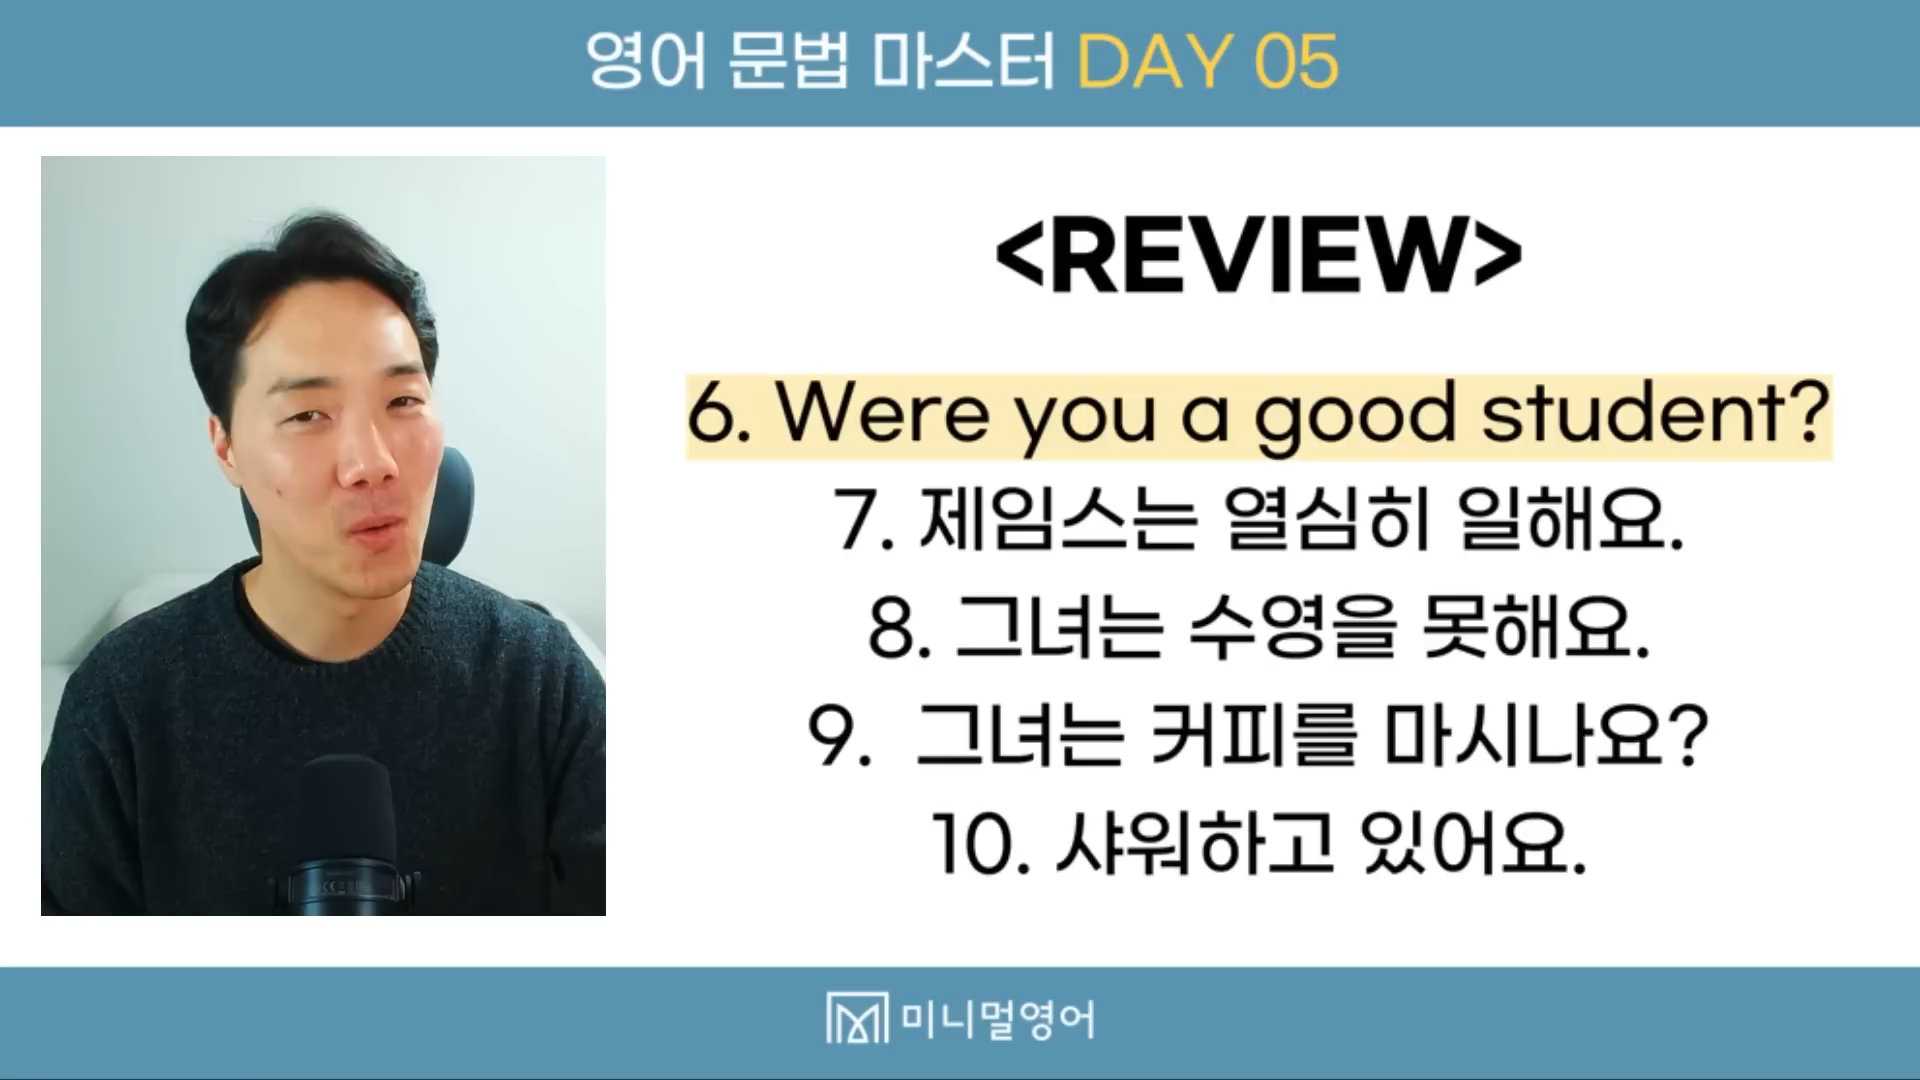 영어 문법 마스터 DAY 05
<REVIEW>
6. Were you a good student?
7. 제임스는 열심히 일해요.
8. 그녀는 수영을 못해요.
9. 그녀는 커피를 마시나요?
10. 샤워하고 있어요.
미니멀영어